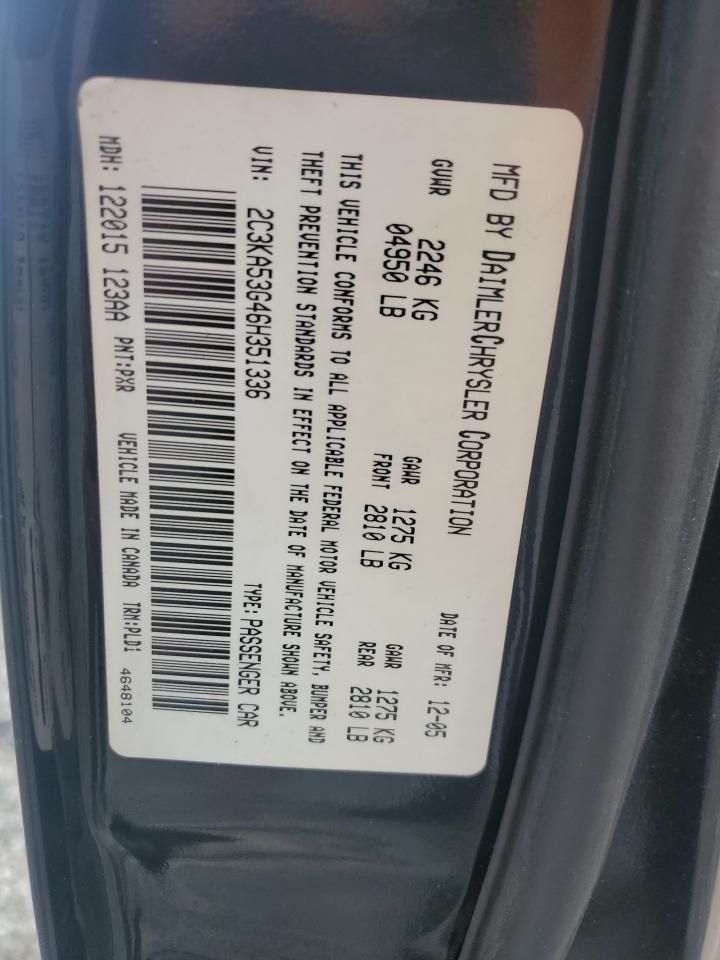 MFD BY DAIMLERCHRYSLER CORPORATION DATE OF MFR: 12-05
GVWR 2246 KG GAWR 1275 KG GAWR 1275 KG
04950 LB FRONT 2810 LB REAR 2810 LB
THIS VEHICLE CONFORMS TO ALL APPLICABLE FEDERAL MOTOR VEHICLE SAFETY, BUMPER AND
THEFT PREVENTION STANDARDS IN EFFECT ON THE DATE OF MANUFACTURE SHOWN ABOVE.
VIN: 2C3KA53G46H351336 TYPE: PASSENGER CAR
MDH: 122015 123AA PNT:PXR VEHICLE MADE IN CANADA TRM:PLD1
4648104